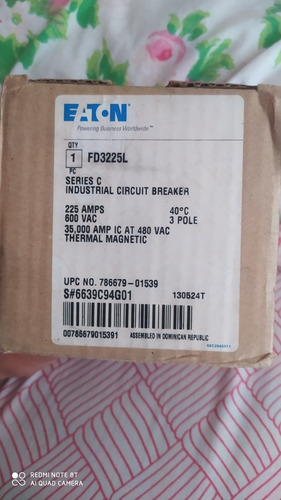 EATON
Powering Business Worldwide™
QTY
1 FD3225L
PC
SERIES C
INDUSTRIAL CIRCUIT BREAKER
225 AMPS 40°C
600 VAC 3 POLE
35,000 AMP IC AT 480 VAC
THERMAL MAGNETIC
UPC NO. 786679-01539
S#6639C94G01 130524T
00786679015391 ASSEMBLED IN DOMINICAN REPUBLIC
REDMI NOTE 8T
AI QUAD CAMERA